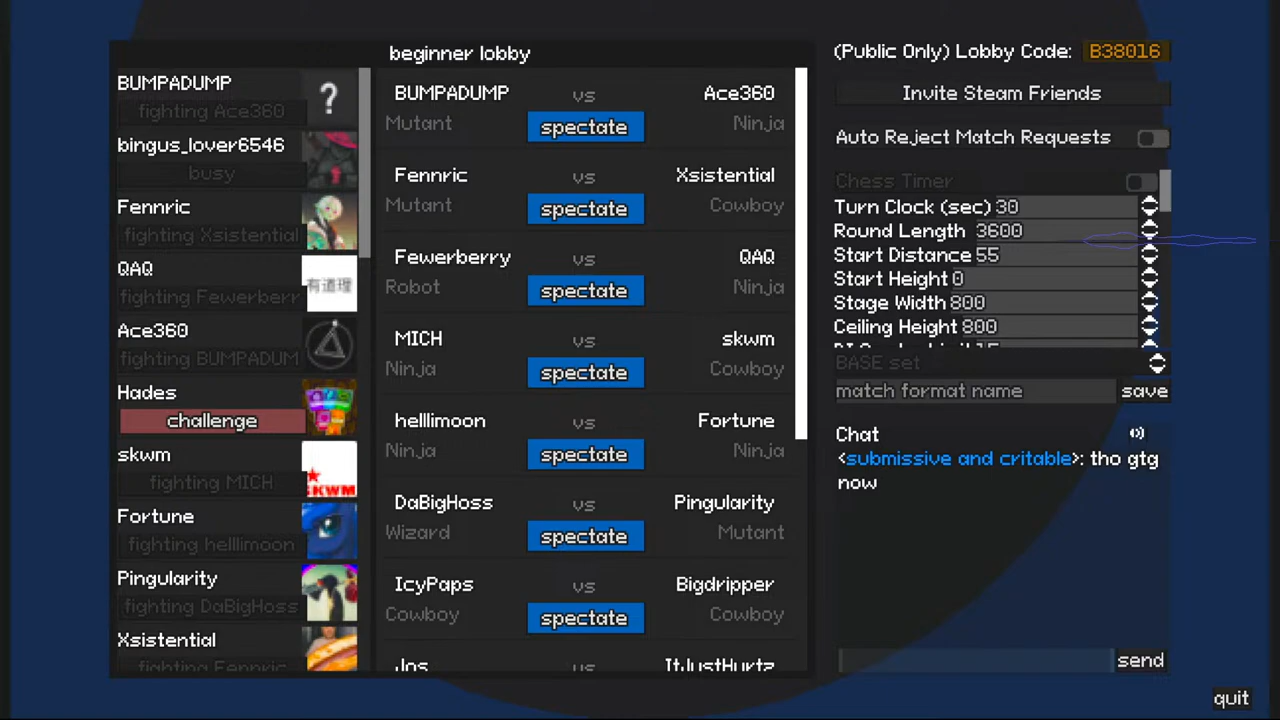 beginner lobby
BUMPADUMP
fighting Ace360
bingus_lover6546
busy
Fennric
fighting Xsistential
QAQ
fighting Fewerberr
有道理
Ace360
fighting BUMPADUM
Hades
challenge
skwm
fighting MICH
KWM
Fortune
fighting helllimoon
Pingularity
fighting DaBigHoss
Xsistential
fighting Fennric
BUMPADUMP vs Ace360
Mutant spectate Ninja
Fennric vs Xsistential
Mutant spectate Cowboy
Fewerberry vs QAQ
Robot spectate Ninja
MICH vs skwm
Ninja spectate Cowboy
helllimoon vs Fortune
Ninja spectate Ninja
DaBigHoss vs Pingularity
Wizard spectate Mutant
IcyPaps vs Bigdripper
Cowboy spectate Cowboy
Jos vs ItJustHurtz
(Public Only) Lobby Code: B38016
Invite Steam Friends
Auto Reject Match Requests
Chess Timer
Turn Clock (sec) 30
Round Length 3600
Start Distance 55
Start Height 0
Stage Width 800
Ceiling Height 800
BASE set
match format name save
Chat
<submissive and critable>: tho gtg
now
send
quit